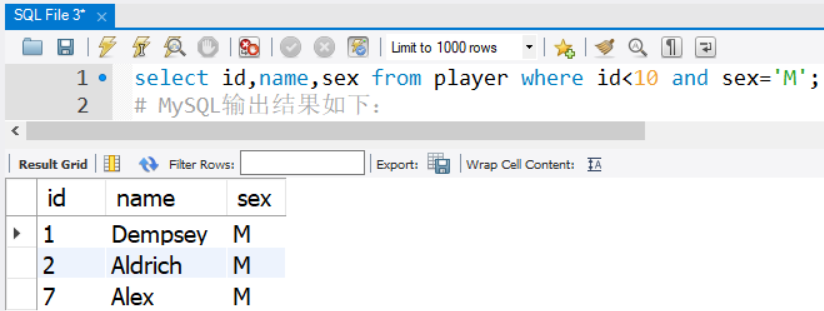 SQL File 3*
Limit to 1000 rows
1 select id,name,sex from player where id<10 and sex='M';
2 # MySQL输出结果如下：
Result Grid Filter Rows: Export: Wrap Cell Content:
id name sex
1 Dempsey M
2 Aldrich M
7 Alex M